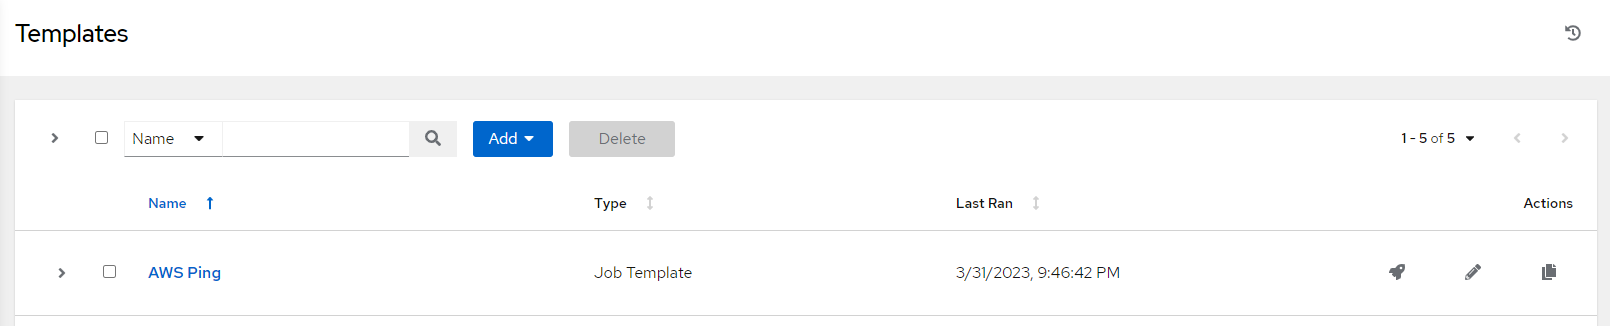 Templates
Name Add Delete 1 - 5 of 5
Name Type Last Ran Actions
AWS Ping Job Template 3/31/2023, 9:46:42 PM